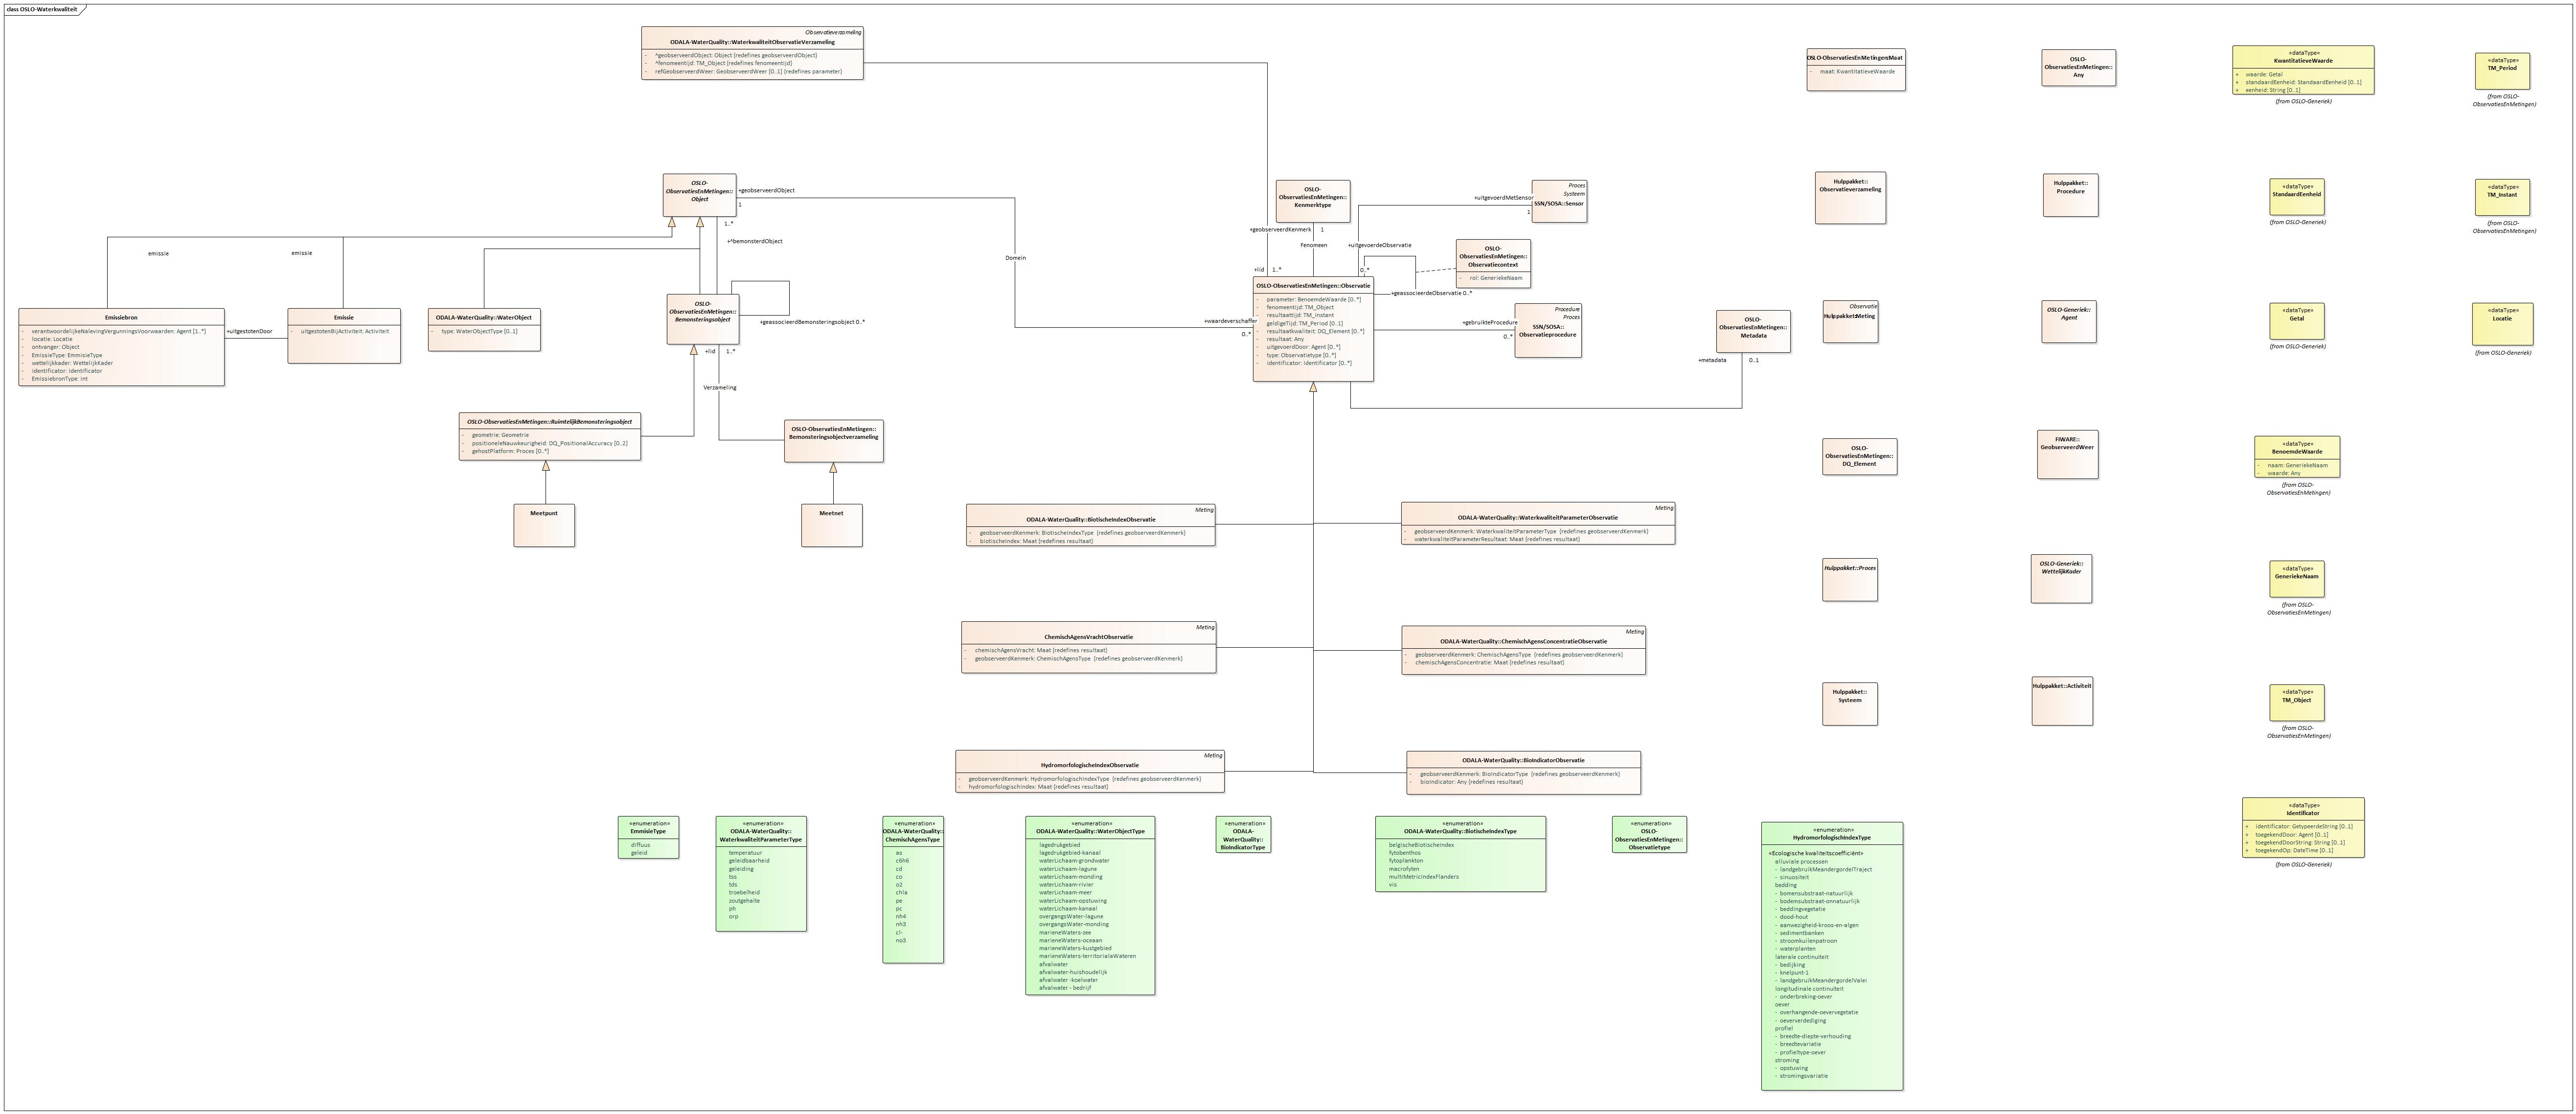 class OSLO-Waterkwaliteit
Observatieverzameling
ODALA-WaterQuality::WaterkwaliteitObservatieVerzameling
- ^geobserveerdObject: Object {redefines geobserveerdObject}
- ^fenomeentijd: TM_Object {redefines fenomeentijd}
- refGeobserveerdWeer: GeobserveerdWeer [0..1] {redefines parameter}
OSLO-ObservatiesEnMetingen::Maat
- maat: KwantitatieveWaarde
OSLO-
ObservatiesEnMetingen::
Any
«dataType»
KwantitatieveWaarde
+ waarde: Getal
+ standaardEenheid: StandaardEenheid [0..1]
+ eenheid: String [0..1]
(from OSLO-Generiek)
«dataType»
TM_Period
(from OSLO-
ObservatiesEnMetingen)
OSLO-
ObservatiesEnMetingen::
Object
+geobserveerdObject
1
1..*
+^bemonsterdObject
emissie
emissie
Domein
OSLO-
ObservatiesEnMetingen::
Kenmerktype
+geobserveerdKenmerk
1
Fenomeen
+lid
1..*
Proces
Systeem
SSN/SOSA::Sensor
+uitgevoerdMetSensor
1
+uitgevoerdeObservatie
0..*
OSLO-
ObservatiesEnMetingen::
Observatiecontext
- rol: GeneriekeNaam
+geassocieerdeObservatie 0..*
Hulppakket::
Observatieverzameling
Hulppakket::
Procedure
«dataType»
StandaardEenheid
(from OSLO-Generiek)
«dataType»
TM_Instant
(from OSLO-
ObservatiesEnMetingen)
Emissiebron
- verantwoordelijkeNalevingVergunningsVoorwaarden: Agent [1..*]
- locatie: Locatie
- ontvanger: Object
- EmissieType: EmmisieType
- wettelijkkader: WettelijkKader
- identificator: Identificator
- EmissiebronType: int
+uitgestotenDoor
Emissie
- uitgestotenBijActiviteit: Activiteit
ODALA-WaterQuality::WaterObject
- type: WaterObjectType [0..1]
OSLO-
ObservatiesEnMetingen::
Bemonsteringsobject
+geassocieerdBemonsteringsobject 0..*
+lid
1..*
Verzameling
+waardeverschaffer
0..*
OSLO-ObservatiesEnMetingen::Observatie
- parameter: BenoemdeWaarde [0..*]
- fenomeentijd: TM_Object
- resultaattijd: TM_Instant
- geldigeTijd: TM_Period [0..1]
- resultaatkwaliteit: DQ_Element [0..*]
- resultaat: Any
- uitgevoerdDoor: Agent [0..*]
- type: Observatietype [0..*]
- identificator: Identificator [0..*]
+gebruikteProcedure
0..*
Procedure
Proces
SSN/SOSA::
Observatieprocedure
OSLO-
ObservatiesEnMetingen::
Metadata
+metadata
0..1
Observatie
Hulppakket::Meting
OSLO-Generiek::
Agent
«dataType»
Getal
(from OSLO-Generiek)
«dataType»
Locatie
(from OSLO-Generiek)
OSLO-ObservatiesEnMetingen::RuimtelijkBemonsteringsobject
- geometrie: Geometrie
- positioneleNauwkeurigheid: DQ_PositionalAccuracy [0..2]
- gehostPlatform: Proces [0..*]
OSLO-ObservatiesEnMetingen::
Bemonsteringsobjectverzameling
OSLO-
ObservatiesEnMetingen::
DQ_Element
FIWARE::
GeobserveerdWeer
«dataType»
BenoemdeWaarde
- naam: GeneriekeNaam
- waarde: Any
(from OSLO-
ObservatiesEnMetingen)
Meetpunt
Meetnet
Meting
ODALA-WaterQuality::BiotischeIndexObservatie
- geobserveerdKenmerk: BiotischeIndexType {redefines geobserveerdKenmerk}
- biotischeIndex: Maat {redefines resultaat}
Meting
ODALA-WaterQuality::WaterkwaliteitParameterObservatie
- geobserveerdKenmerk: WaterkwaliteitParameterType {redefines geobserveerdKenmerk}
- waterkwaliteitParameterResultaat: Maat {redefines resultaat}
Hulppakket::Proces
OSLO-Generiek::
WettelijkKader
«dataType»
GeneriekeNaam
(from OSLO-
ObservatiesEnMetingen)
Meting
ChemischAgensVrachtObservatie
- chemischAgensVracht: Maat {redefines resultaat}
- geobserveerdKenmerk: ChemischAgensType {redefines geobserveerdKenmerk}
Meting
ODALA-WaterQuality::ChemischAgensConcentratieObservatie
- geobserveerdKenmerk: ChemischAgensType {redefines geobserveerdKenmerk}
- chemischAgensConcentratie: Maat {redefines resultaat}
Hulppakket::
Systeem
Hulppakket::Activiteit
«dataType»
TM_Object
(from OSLO-
ObservatiesEnMetingen)
Meting
HydromorfologischeIndexObservatie
- geobserveerdKenmerk: HydromorfologischIndexType {redefines geobserveerdKenmerk}
- hydromorfologischIndex: Maat {redefines resultaat}
ODALA-WaterQuality::BioIndicatorObservatie
- geobserveerdKenmerk: BioIndicatorType {redefines geobserveerdKenmerk}
- bioIndicator: Any {redefines resultaat}
«dataType»
Identificator
+ identificator: GetypeerdeString [0..1]
+ toegekendDoor: Agent [0..1]
+ toegekendDoorString: String [0..1]
+ toegekendOp: DateTime [0..1]
(from OSLO-Generiek)
«enumeration»
EmmisieType
diffuus
geleid
«enumeration»
ODALA-WaterQuality::
WaterkwaliteitParameterType
temperatuur
geleidbaarheid
geleiding
tss
tds
troebelheid
zoutgehalte
ph
orp
«enumeration»
ODALA-WaterQuality::
ChemischAgensType
as
c6h6
cd
co
o2
chla
pe
pc
nh4
nh3
cl-
no3
«enumeration»
ODALA-WaterQuality::WaterObjectType
lagedrukgebied
lagedrukgebied-kanaal
waterLichaam-grondwater
waterLichaam-lagune
waterLichaam-monding
waterLichaam-rivier
waterLichaam-meer
waterLichaam-opstuwing
waterLichaam-kanaal
overgangsWater-lagune
overgangsWater-monding
marieneWaters-zee
marieneWaters-oceaan
marieneWaters-kustgebied
marieneWaters-territorialaWateren
afvalwater
afvalwater-huishoudelijk
afvalwater -koelwater
afvalwater - bedrijf
«enumeration»
ODALA-
WaterQuality::
BioIndicatorType
«enumeration»
ODALA-WaterQuality::BiotischeIndexType
belgischeBiotischeIndex
fytobenthos
fytoplankton
macrofyten
multiMetricIndexFlanders
vis
«enumeration»
OSLO-
ObservatiesEnMetingen::
Observatietype
«enumeration»
HydromorfologischIndexType
«Ecologische kwaliteitscoefficiënt»
alluviale processen
- landgebruikMeandergordelTraject
- sinuositeit
bedding
- bomensubstraat-natuurlijk
- bodemsubstraat-onnatuurlijk
- beddingvegetatie
- dood-hout
- aanwezigheid-kroos-en-algen
- sedimentbanken
- stroomkuilenpatroon
- waterplanten
laterale continuïteit
- bedijking
- knelpunt-1
- landgebruikMeandergordelValei
longitudinale continuïteit
- onderbreking-oever
oever
- overhangende-oevervegetatie
- oeververdediging
profiel
- breedte-diepte-verhouding
- breedtevariatie
- profieltype-oever
stroming
- opstuwing
- stromingsvariatie